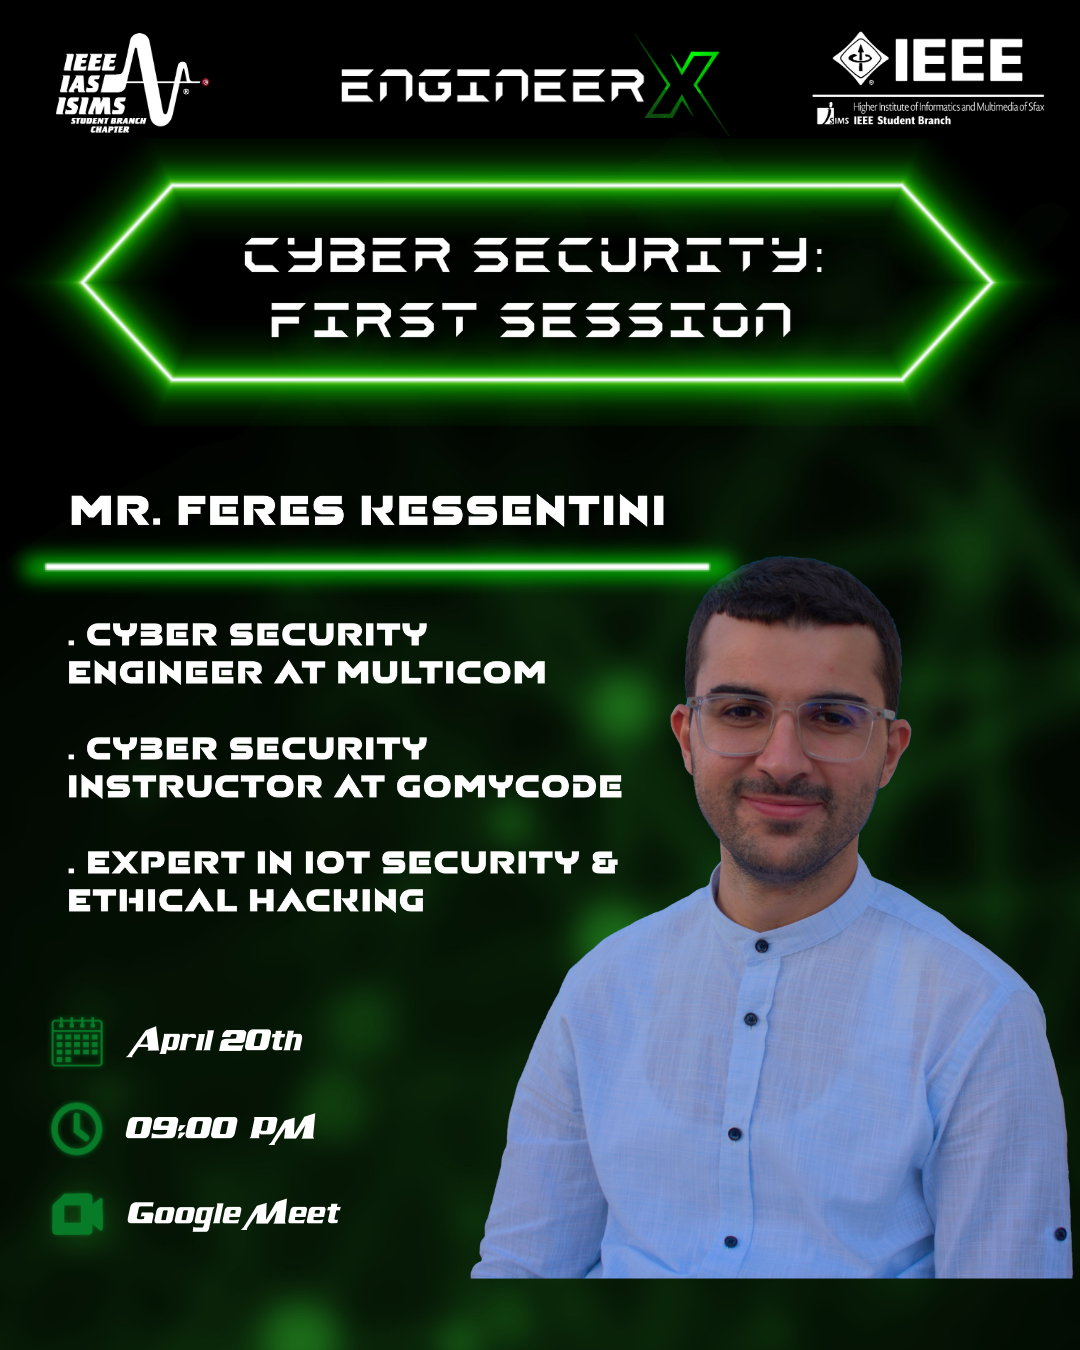 IEEE
IAS
ISIMS
STUDENT BRANCH
CHAPTER
®
ENGINEER X
IEEE
®
Higher Institute of Informatics and Multimedia of Sfax
ISIMS IEEE Student Branch
CYBER SECURITY:
FIRST SESSION
MR. FERES KESSENTINI
. CYBER SECURITY
ENGINEER AT MULTICOM
. CYBER SECURITY
INSTRUCTOR AT GOMYCODE
. EXPERT IN IOT SECURITY &
ETHICAL HACKING
April 20th
09:00 PM
Google Meet